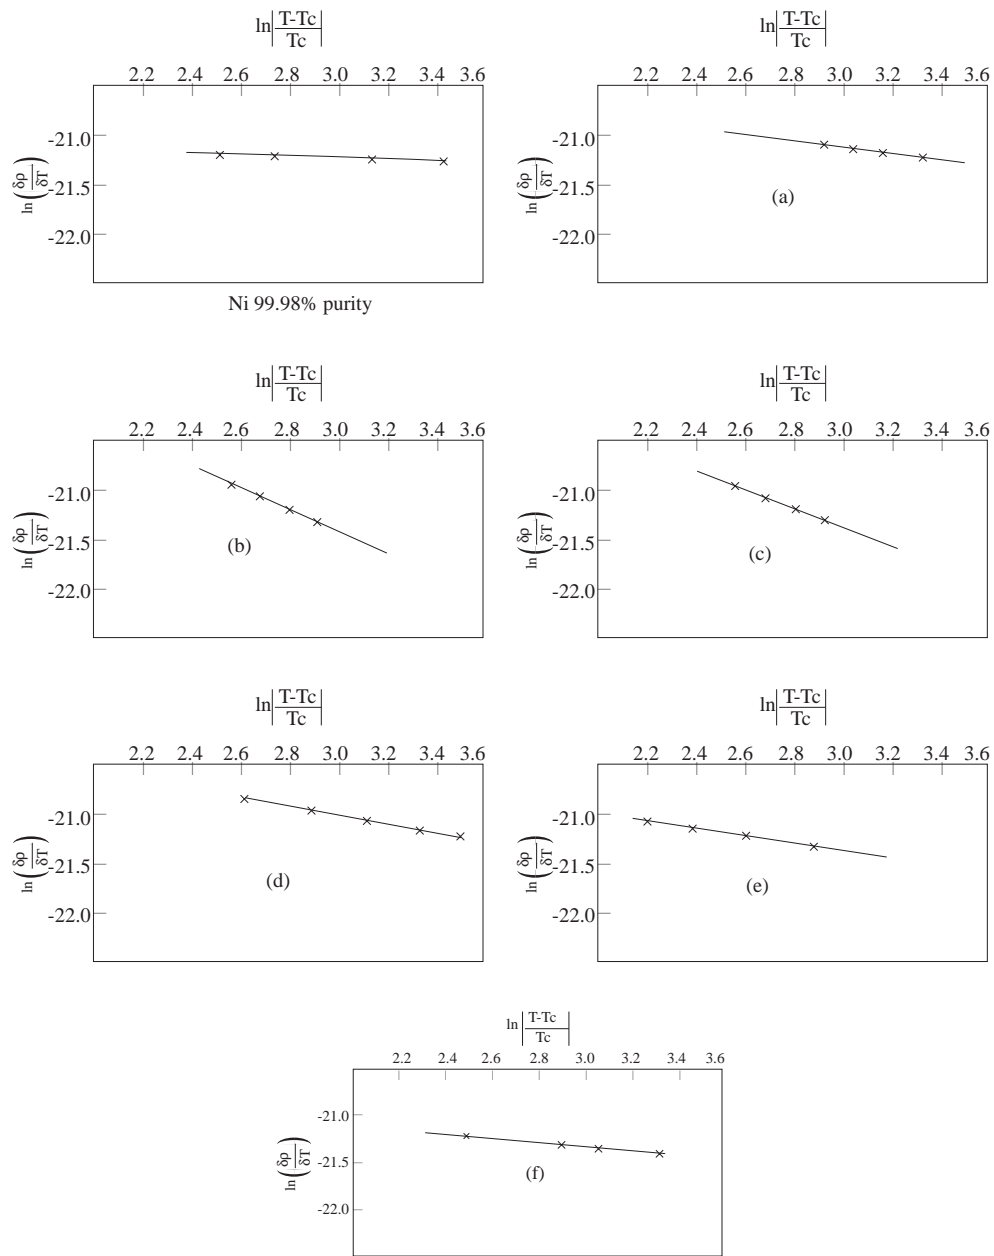 ln|T-Tc/Tc| ln|T-Tc/Tc|
2.2 2.4 2.6 2.8 3.0 3.2 3.4 3.6 2.2 2.4 2.6 2.8 3.0 3.2 3.4 3.6
-21.0 -21.0
ln(δρ/δT) -21.5 ln(δρ/δT) -21.5 (a)
-22.0 -22.0
Ni 99.98% purity
ln|T-Tc/Tc| ln|T-Tc/Tc|
2.2 2.4 2.6 2.8 3.0 3.2 3.4 3.6 2.2 2.4 2.6 2.8 3.0 3.2 3.4 3.6
-21.0 -21.0
ln(δρ/δT) -21.5 (b) ln(δρ/δT) -21.5 (c)
-22.0 -22.0
ln|T-Tc/Tc| ln|T-Tc/Tc|
2.2 2.4 2.6 2.8 3.0 3.2 3.4 3.6 2.2 2.4 2.6 2.8 3.0 3.2 3.4 3.6
-21.0 -21.0
ln(δρ/δT) -21.5 (d) ln(δρ/δT) -21.5 (e)
-22.0 -22.0
ln|T-Tc/Tc|
2.2 2.4 2.6 2.8 3.0 3.2 3.4 3.6
-21.0
ln(δρ/δT) -21.5 (f)
-22.0